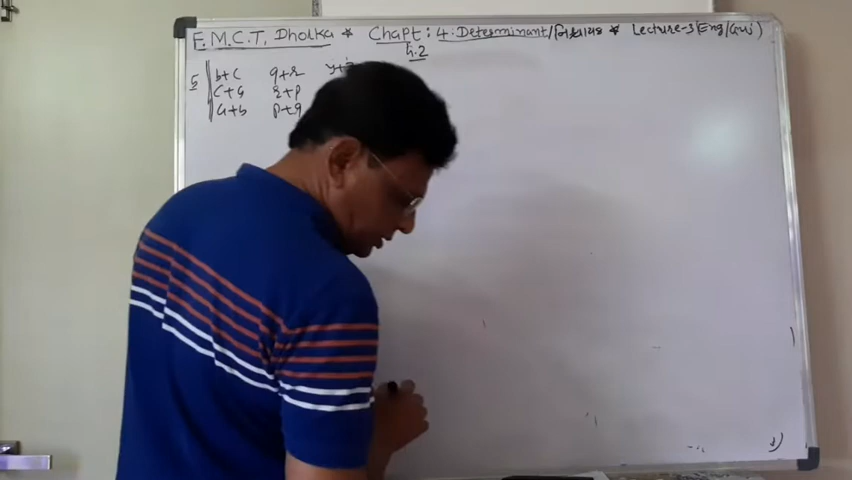 F.M.C.T. Dholka * Chapt: 4. Determinant/નિશ્ચાયક * Lecture-3 (Eng/Guj)
4.2
5 | b+c q+r y+z
c+a r+p
a+b p+q